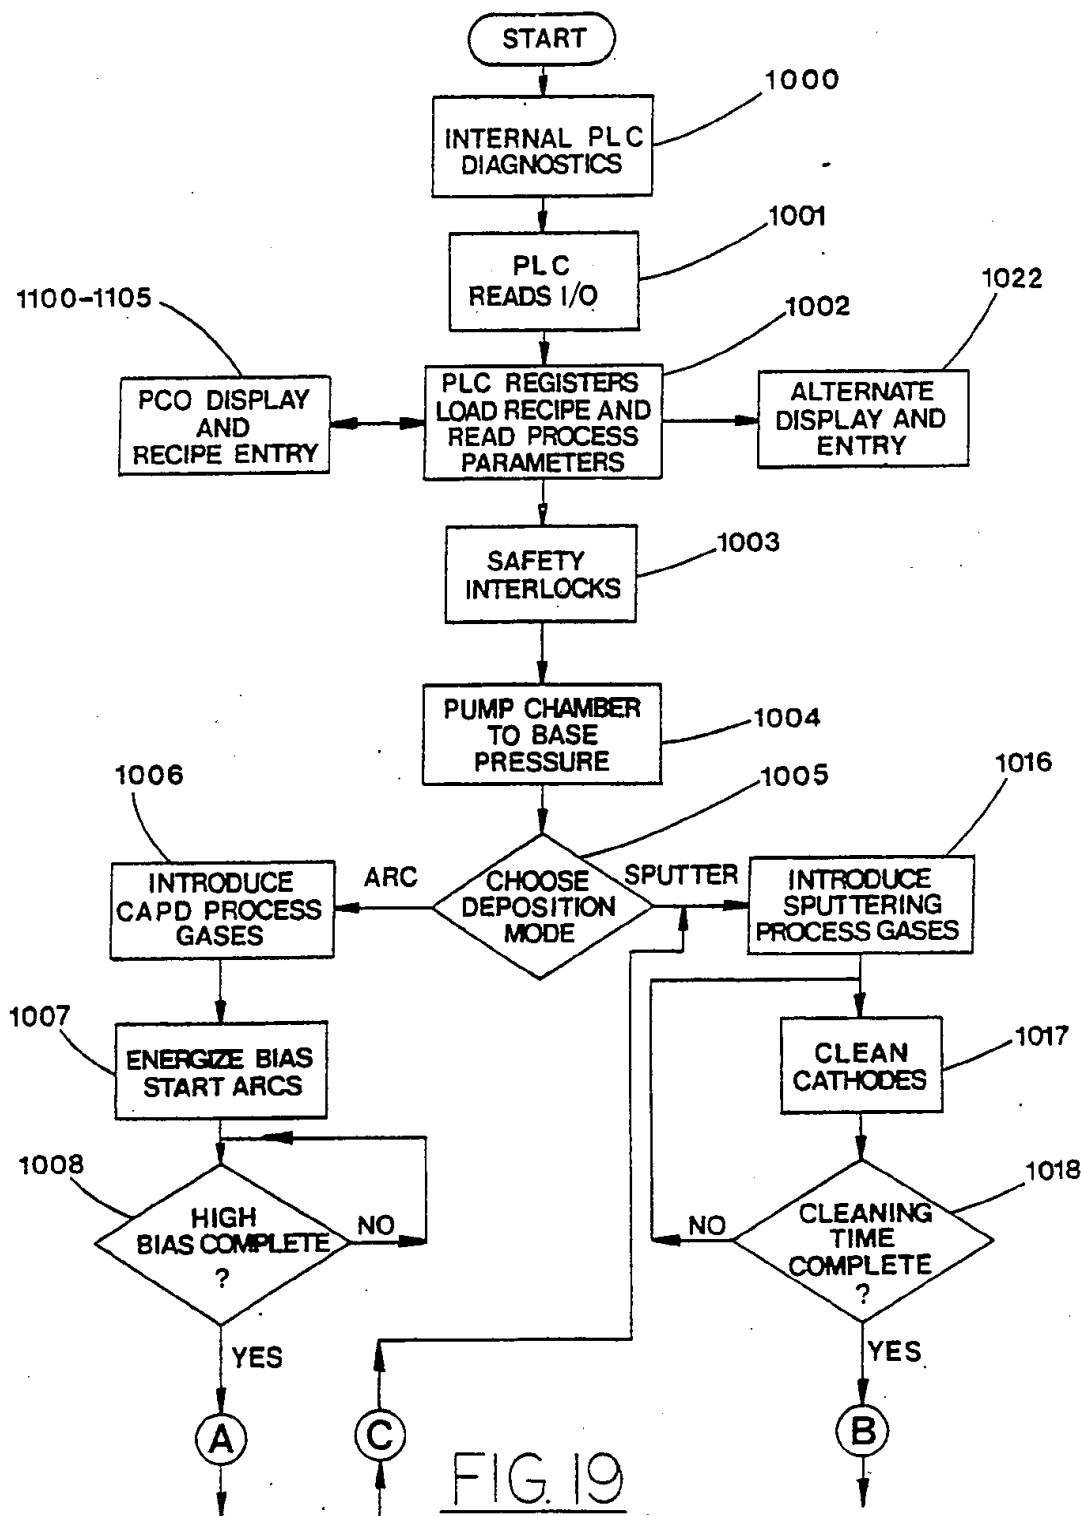 START
1000
INTERNAL PLC
DIAGNOSTICS
1001
PLC
READS I/O
1100-1105
1002
1022
PCO DISPLAY
AND
RECIPE ENTRY
PLC REGISTERS
LOAD RECIPE AND
READ PROCESS
PARAMETERS
ALTERNATE
DISPLAY AND
ENTRY
1003
SAFETY
INTERLOCKS
1004
PUMP CHAMBER
TO BASE
PRESSURE
1006
1005
1016
INTRODUCE
CAPD PROCESS
GASES
ARC
CHOOSE
DEPOSITION
MODE
SPUTTER
INTRODUCE
SPUTTERING
PROCESS GASES
1007
ENERGIZE BIAS
START ARCS
1017
CLEAN
CATHODES
1008
HIGH
BIAS COMPLETE
?
NO
1018
NO
CLEANING
TIME
COMPLETE
?
YES
YES
A
C
B
FIG. 19